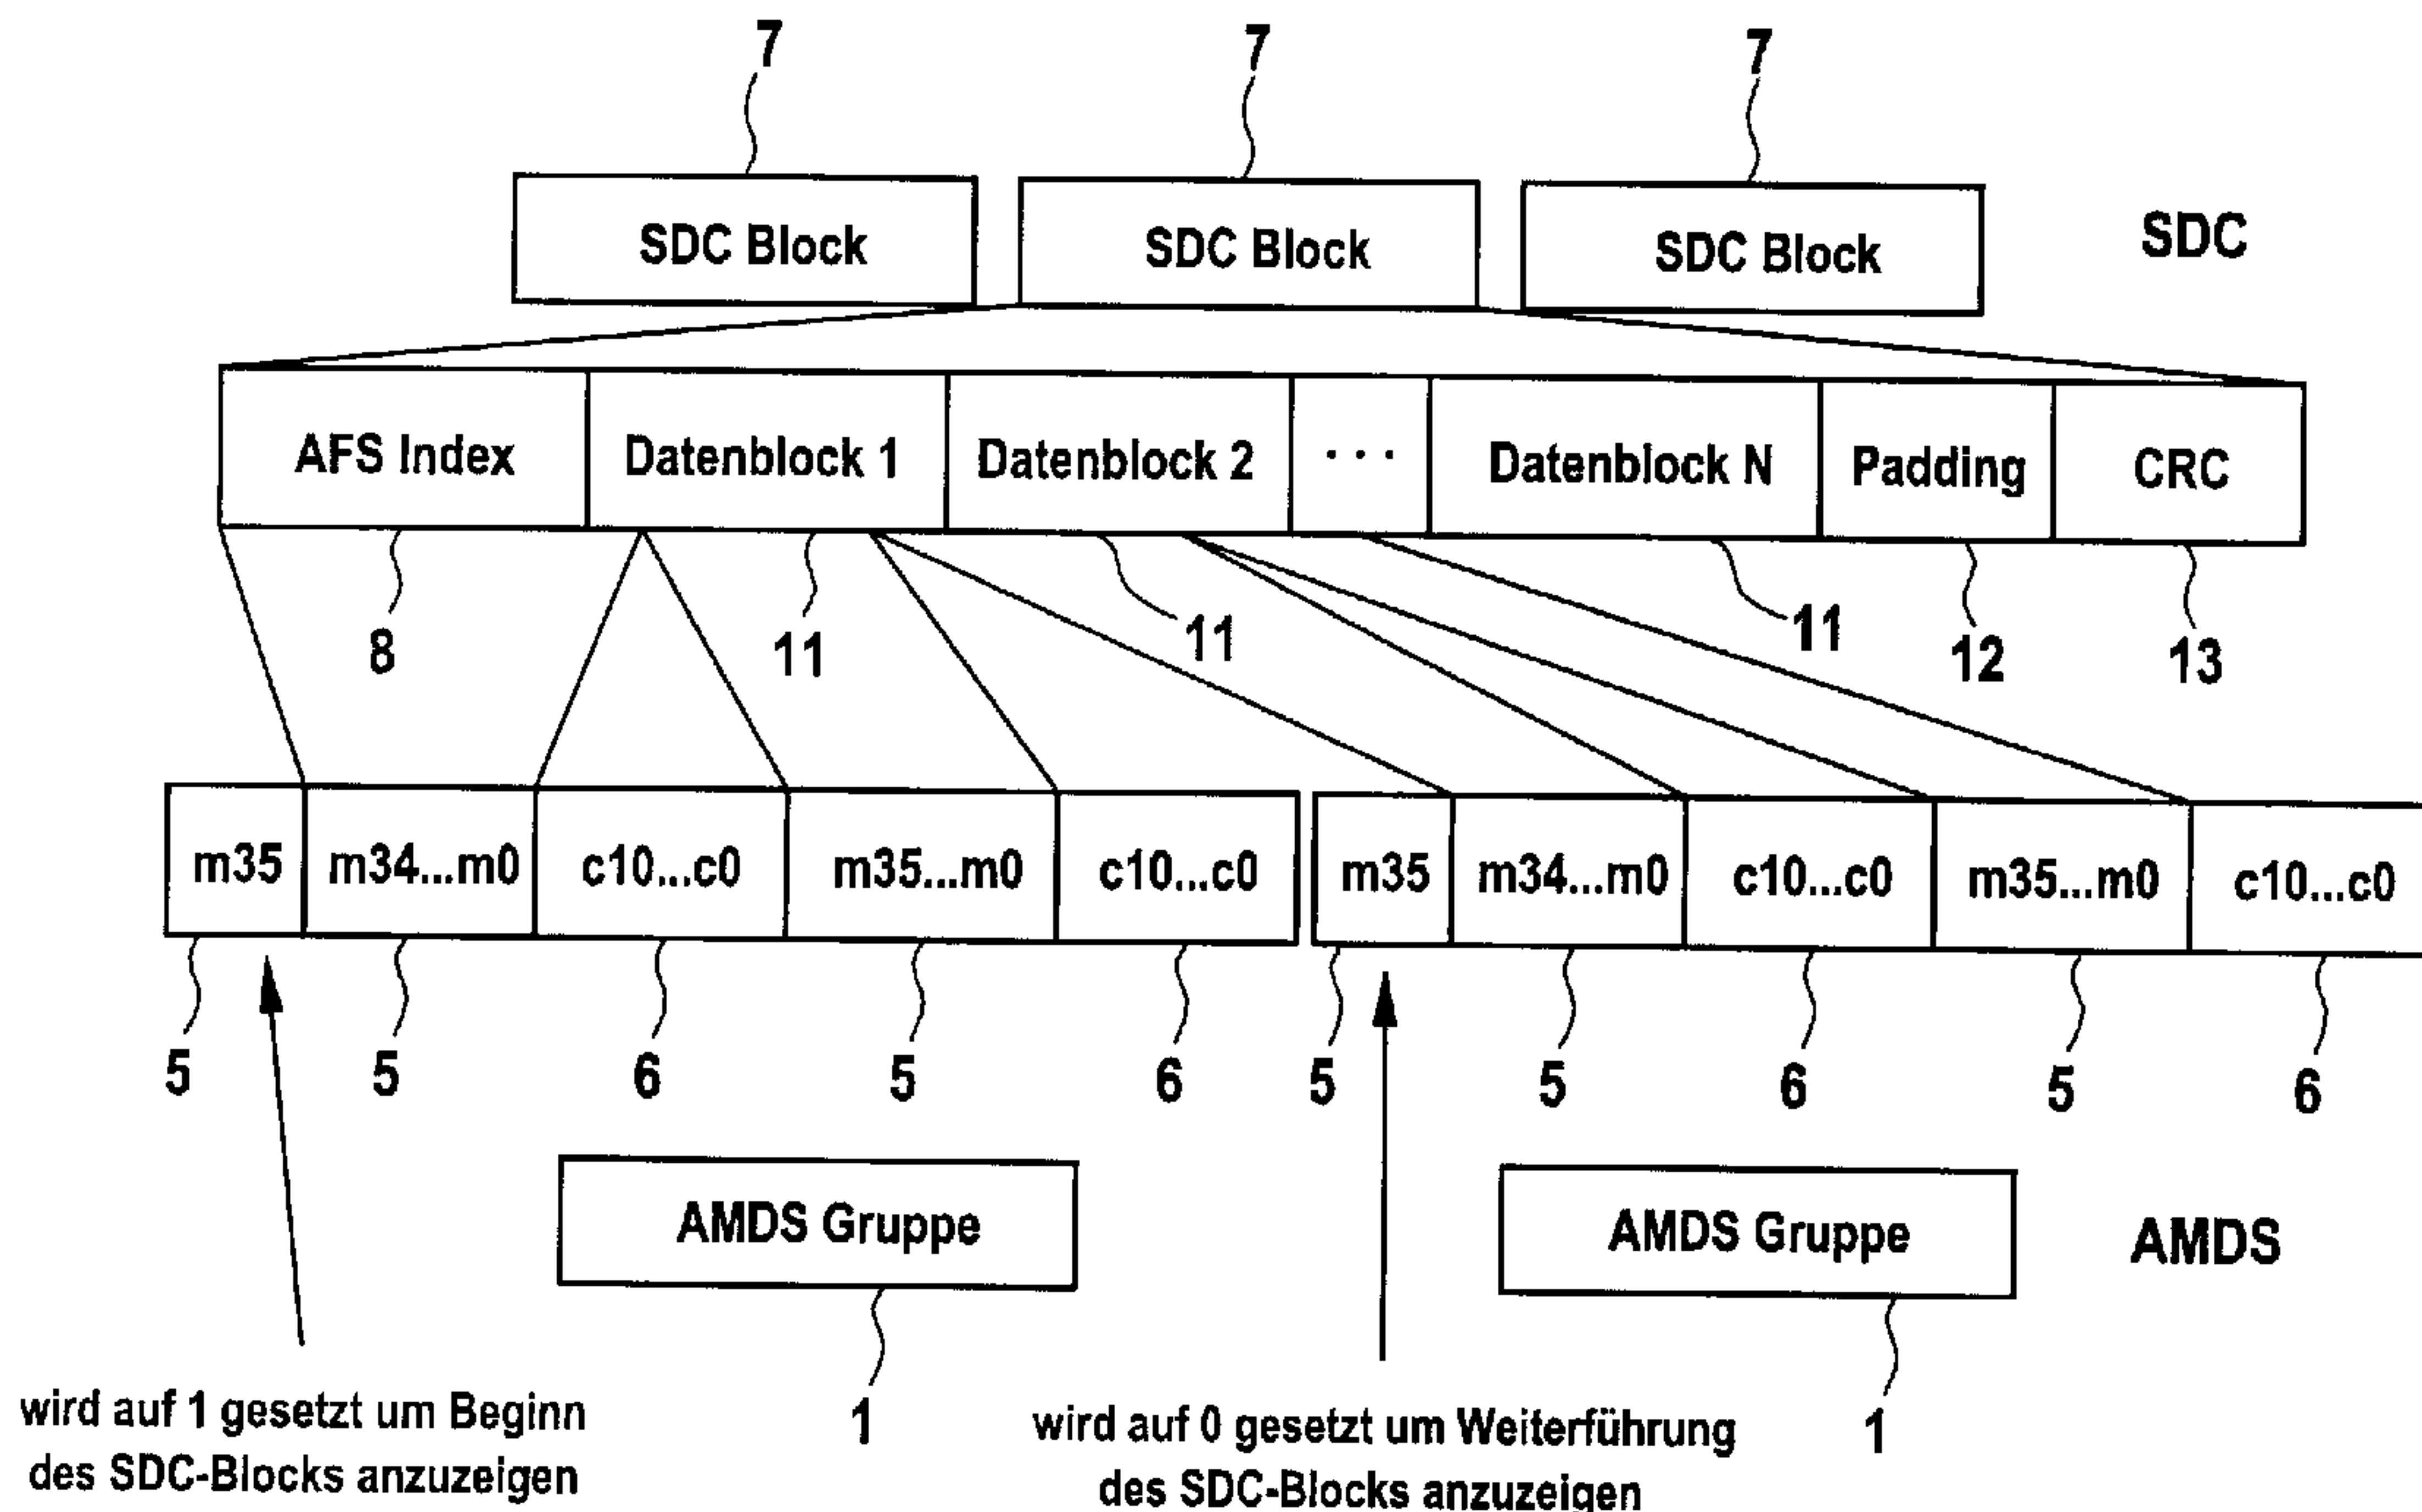 7 7 7
SDC Block SDC Block SDC Block SDC
AFS Index Datenblock 1 Datenblock 2 ... Datenblock N Padding CRC
8 11 11 11 12 13
m35 m34...m0 c10...c0 m35...m0 c10...c0 m35 m34...m0 c10...c0 m35...m0 c10...c0
5 5 6 5 6 5 5 6 5 6
AMDS Gruppe AMDS Gruppe AMDS
1 1
wird auf 1 gesetzt um Beginn
des SDC-Blocks anzuzeigen
wird auf 0 gesetzt um Weiterführung
des SDC-Blocks anzuzeigen